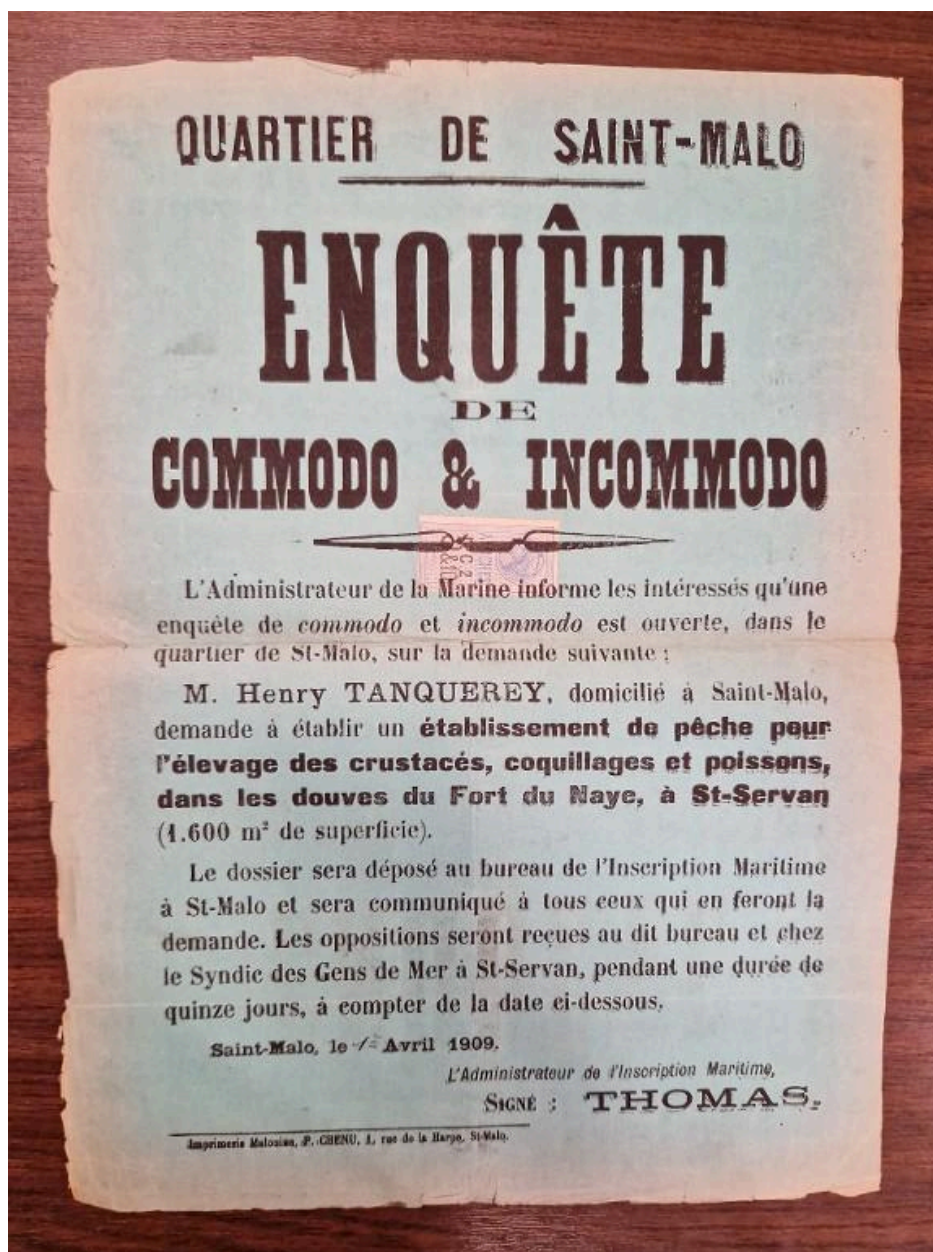 QUARTIER DE SAINT-MALO
ENQUÊTE
DE
COMMODO & INCOMMODO
L'Administrateur de la Marine informe les intéressés qu'une
enquête de commodo et incommodo est ouverte, dans le
quartier de St-Malo, sur la demande suivante :
M. Henry TANQUEREY, domicilié à Saint-Malo,
demande à établir un établissement de pêche pour
l'élevage des crustacés, coquillages et poissons,
dans les douves du Fort du Naye, à St-Servan
(1.600 m² de superficie).
Le dossier sera déposé au bureau de l'Inscription Maritime
à St-Malo et sera communiqué à tous ceux qui en feront la
demande. Les oppositions seront reçues au dit bureau et chez
le Syndic des Gens de Mer à St-Servan, pendant une durée de
quinze jours, à compter de la date ci-dessous.
Saint-Malo, le Avril 1909.
L'Administrateur de l'Inscription Maritime,
SIGNÉ : THOMAS.
Imprimerie Malouine, P. CHENU, 1, rue de la Harpe, St-Malo.